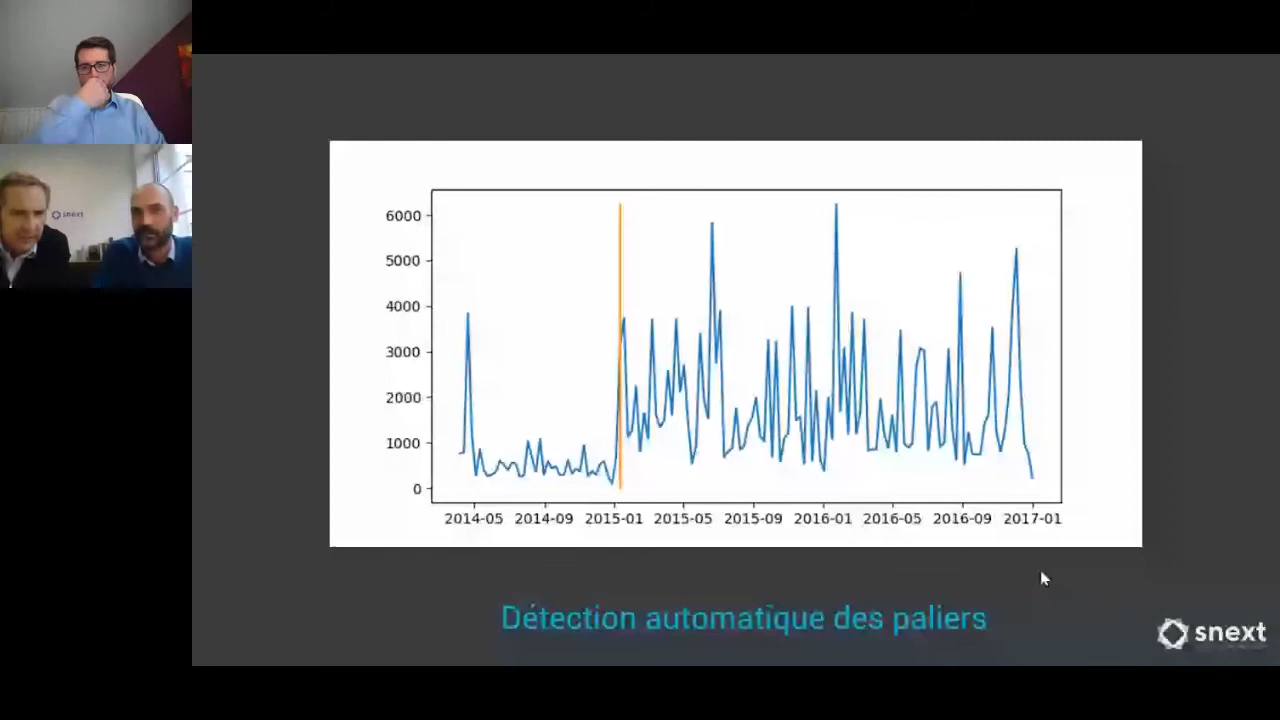 snext
6000
5000
4000
3000
2000
1000
0
2014-05 2014-09 2015-01 2015-05 2015-09 2016-01 2016-05 2016-09 2017-01
Détection automatique des paliers
snext